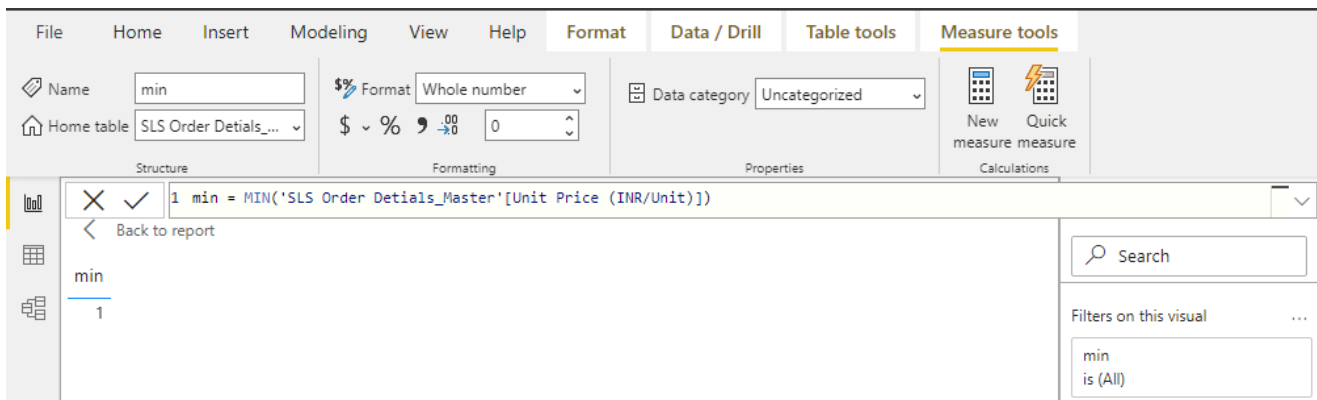 File Home Insert Modeling View Help Format Data / Drill Table tools Measure tools
Name min
Home table SLS Order Detials_...
Structure
$% Format Whole number
$ % 9 .00 →0 0
Formatting
Data category Uncategorized
Properties
New measure
Quick measure
Calculations
1 min = MIN('SLS Order Detials_Master'[Unit Price (INR/Unit)])
Back to report
min
1
Search
Filters on this visual ...
min
is (All)